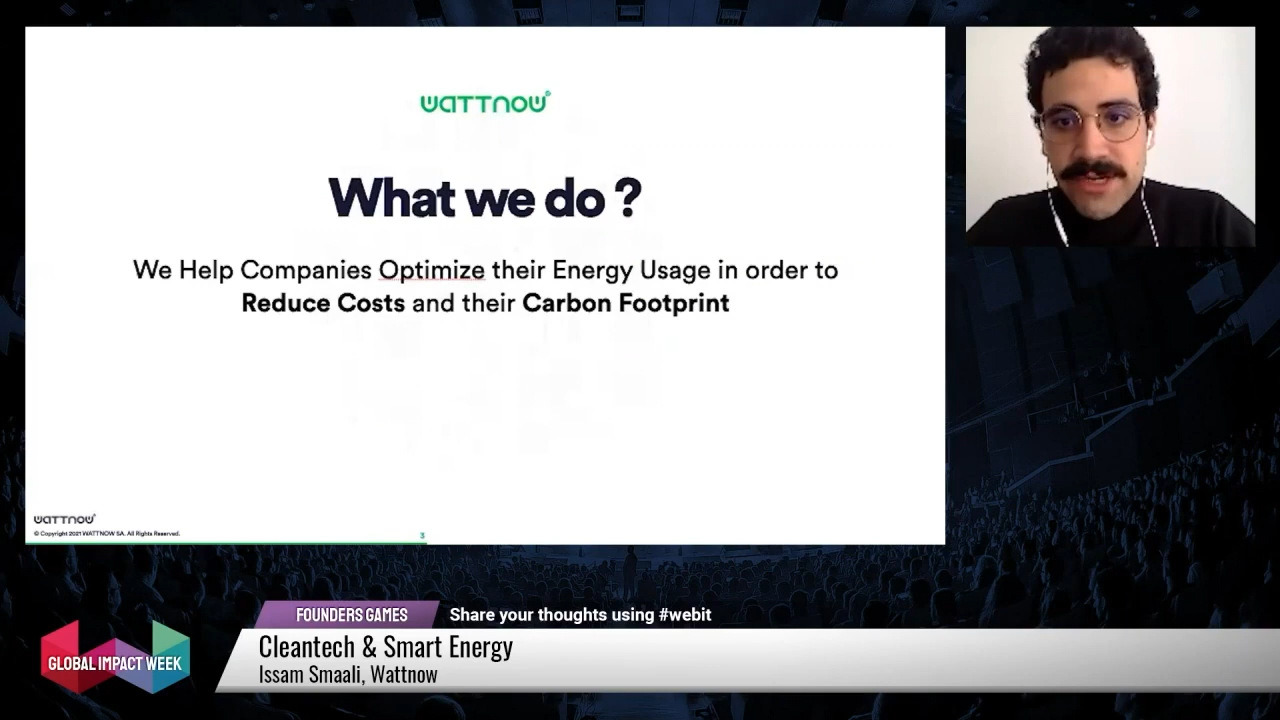 wattnow
What we do ?
We Help Companies Optimize their Energy Usage in order to
Reduce Costs and their Carbon Footprint
wattnow
© Copyright 2021 WATTNOW SA. All Rights Reserved.
3
FOUNDERS GAMES
Share your thoughts using #webit
GLOBAL IMPACT WEEK
Cleantech & Smart Energy
Issam Smaali, Wattnow